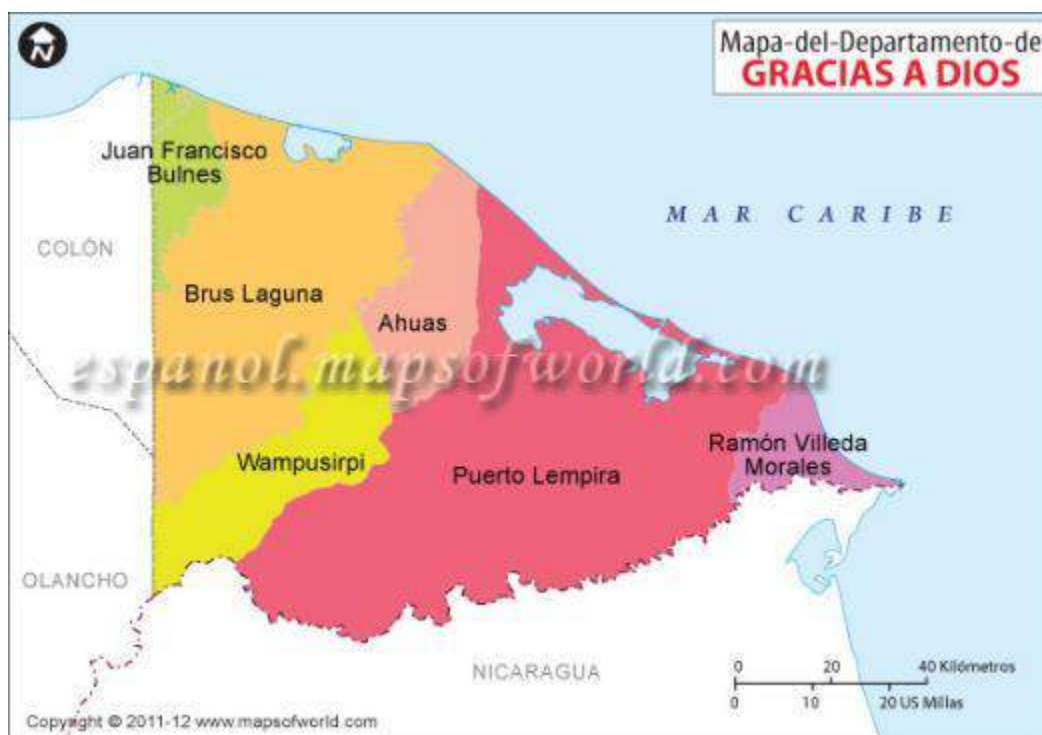 N
Mapa-del-Departamento-de
GRACIAS A DIOS
Juan Francisco
Bulnes
MAR CARIBE
COLÓN
Brus Laguna
Ahuas
espanol.mapsofworld.com
Wampusirpi
Puerto Lempira
Ramón Villeda
Morales
OLANCHO
NICARAGUA
0 20 40 Kilómetros
0 10 20 US Millas
Copyright © 2011-12 www.mapsofworld.com